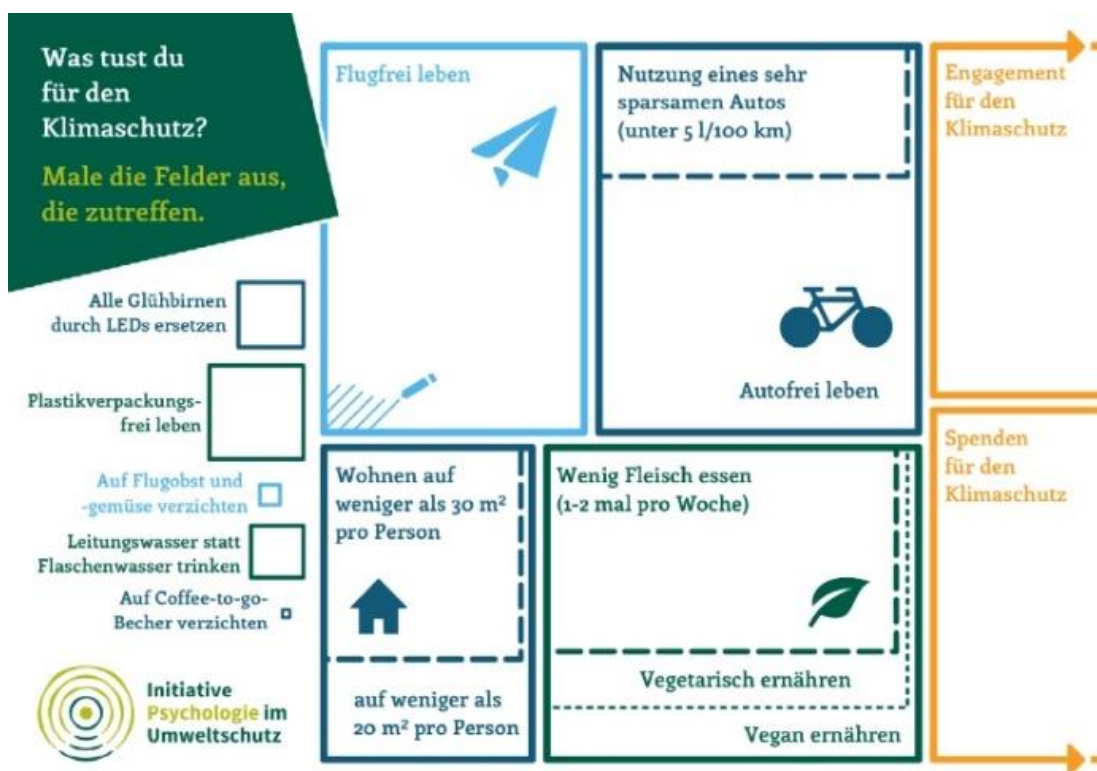 Was tust du
für den
Klimaschutz?
Male die Felder aus,
die zutreffen.
Flugfrei leben
Nutzung eines sehr
sparsamen Autos
(unter 5 l/100 km)
Autofrei leben
Engagement
für den
Klimaschutz
Alle Glühbirnen
durch LEDs ersetzen
Plastikverpackungs-
frei leben
Auf Flugobst und
-gemüse verzichten
Leitungswasser statt
Flaschenwasser trinken
Auf Coffee-to-go-
Becher verzichten
Wohnen auf
weniger als 30 m²
pro Person
auf weniger als
20 m² pro Person
Wenig Fleisch essen
(1-2 mal pro Woche)
Vegetarisch ernähren
Vegan ernähren
Spenden
für den
Klimaschutz
Initiative
Psychologie im
Umweltschutz